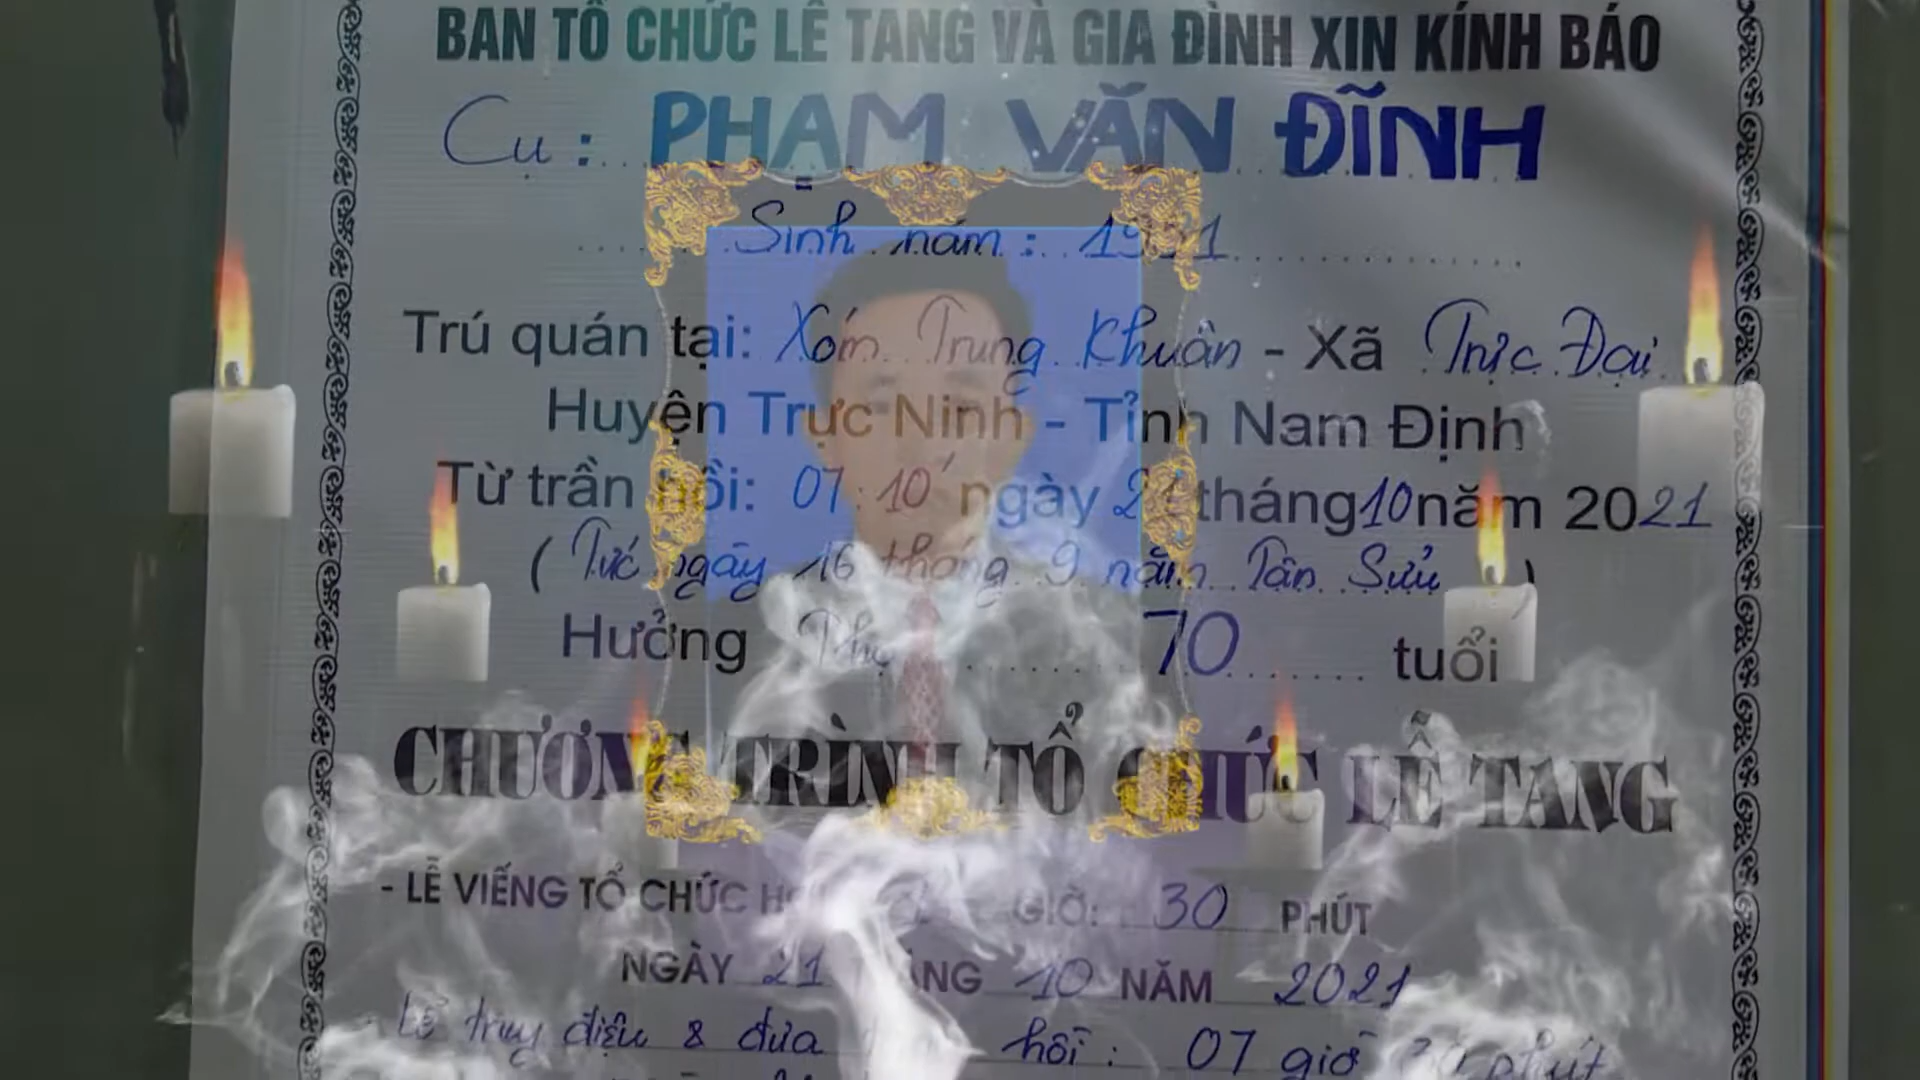 BAN TỔ CHỨC LỄ TANG VÀ GIA ĐÌNH XIN KÍNH BÁO
Cụ : PHẠM VĂN ĐĨNH
Sinh năm :
Trú quán tại: Xóm Trung Khuân - Xã Trực Đại
Huyện Trực Ninh - Tỉnh Nam Định
Từ trần hồi: 07:10' ngày tháng 10 năm 2021
( Tức ngày 16 tháng 9 năm Tân Sửu )
Hưởng Thọ 70 tuổi
CHƯƠNG TRÌNH TỔ CHỨC LỄ TANG
- LỄ VIẾNG TỔ CHỨC GIỜ: 30 PHÚT
NGÀY 21 THÁNG 10 NĂM 2021
Lễ truy điệu & đưa hồi : 07 giờ phút